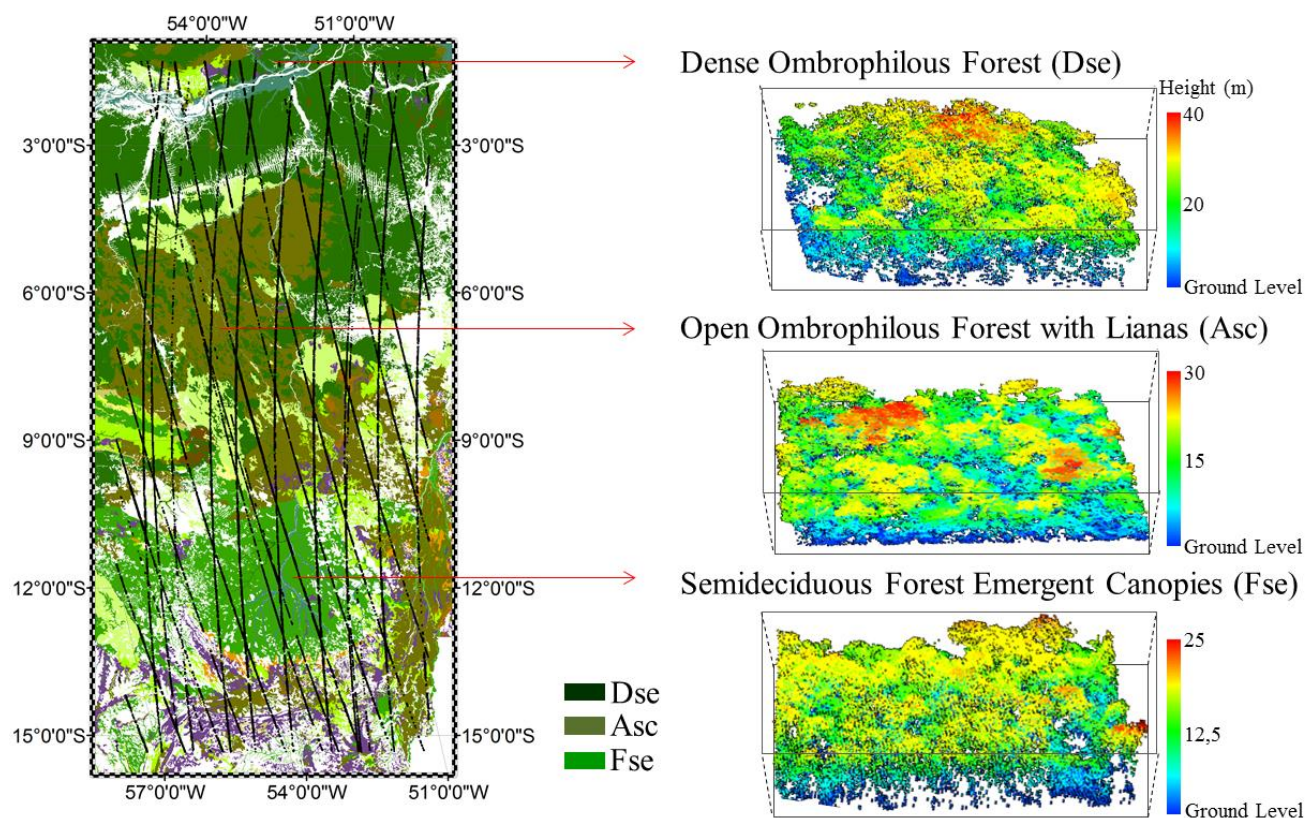 54°0'0"W 51°0'0"W
3°0'0"S 3°0'0"S
6°0'0"S 6°0'0"S
9°0'0"S 9°0'0"S
12°0'0"S 12°0'0"S
15°0'0"S 15°0'0"S
57°0'0"W 54°0'0"W 51°0'0"W
Dse
Asc
Fse
Dense Ombrophilous Forest (Dse)
Height (m)
40
20
Ground Level
Open Ombrophilous Forest with Lianas (Asc)
30
15
Ground Level
Semideciduous Forest Emergent Canopies (Fse)
25
12,5
Ground Level